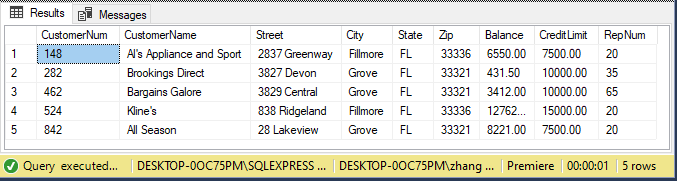 Results Messages
CustomerNum CustomerName Street City State Zip Balance CreditLimit RepNum
1 148 Al's Appliance and Sport 2837 Greenway Fillmore FL 33336 6550.00 7500.00 20
2 282 Brookings Direct 3827 Devon Grove FL 33321 431.50 10000.00 35
3 462 Bargains Galore 3829 Central Grove FL 33321 3412.00 10000.00 65
4 524 Kline's 838 Ridgeland Fillmore FL 33336 12762... 15000.00 20
5 842 All Season 28 Lakeview Grove FL 33321 8221.00 7500.00 20
Query executed... DESKTOP-0OC75PM\SQLEXPRESS ... DESKTOP-0OC75PM\zhang ... Premiere 00:00:01 5 rows